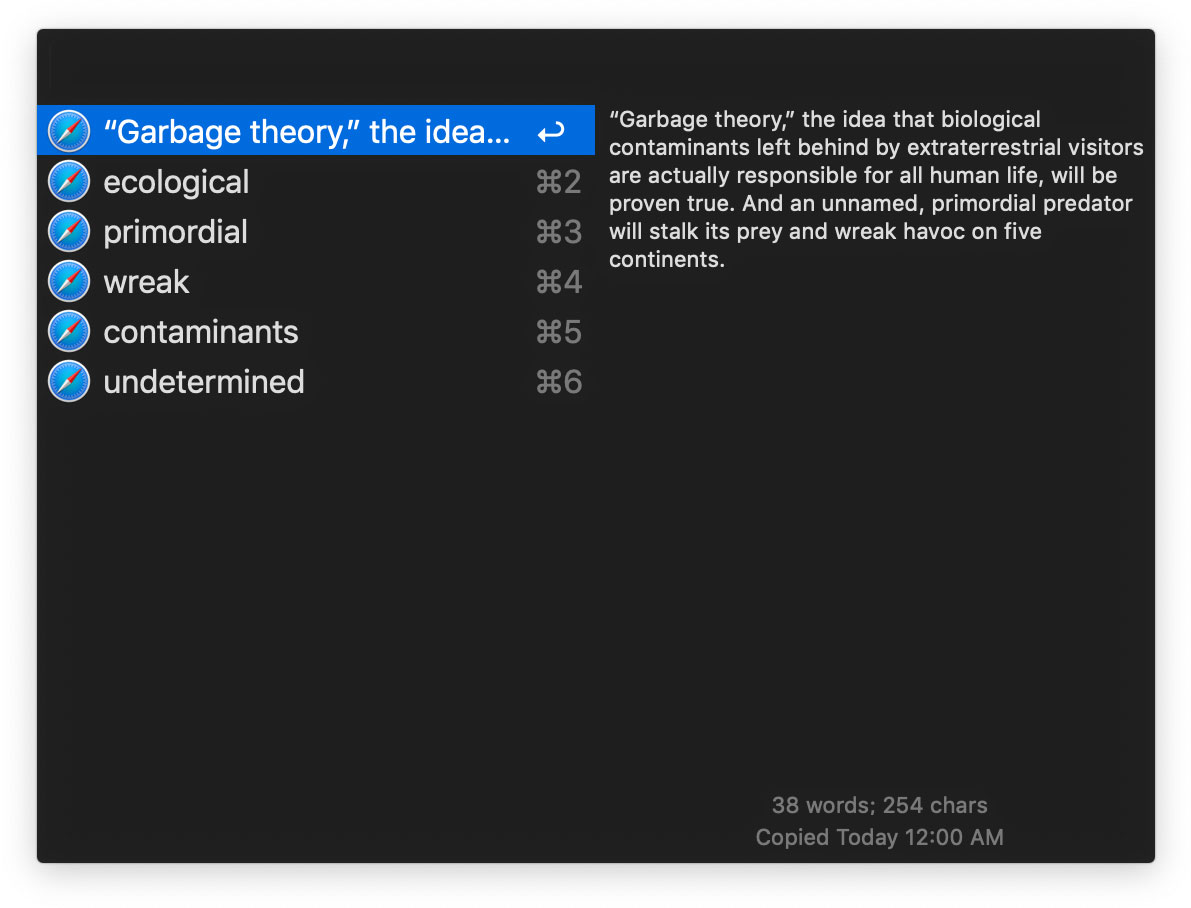 “Garbage theory,” the idea... ↩
ecological ⌘2
primordial ⌘3
wreak ⌘4
contaminants ⌘5
undetermined ⌘6
“Garbage theory,” the idea that biological
contaminants left behind by extraterrestrial visitors
are actually responsible for all human life, will be
proven true. And an unnamed, primordial predator
will stalk its prey and wreak havoc on five
continents.
38 words; 254 chars
Copied Today 12:00 AM